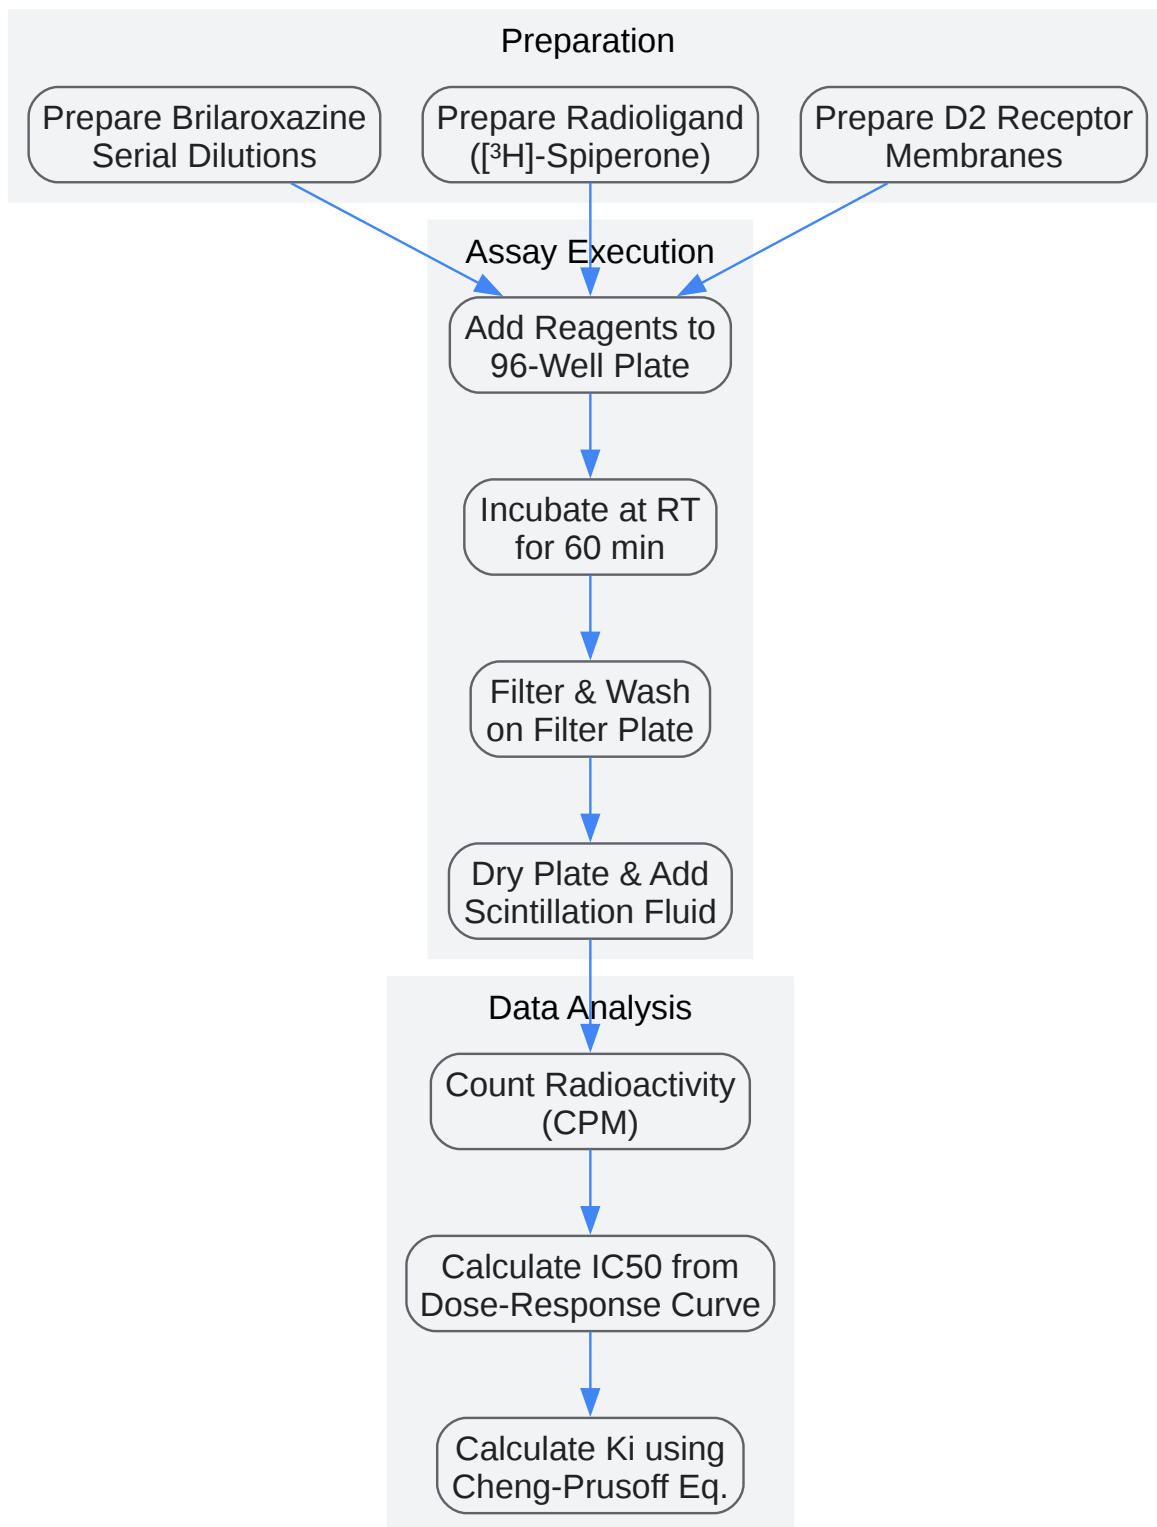 Preparation
Prepare Brilaroxazine
Serial Dilutions
Prepare Radioligand
([³H]-Spiperone)
Prepare D2 Receptor
Membranes
Assay Execution
Add Reagents to
96-Well Plate
Incubate at RT
for 60 min
Filter & Wash
on Filter Plate
Dry Plate & Add
Scintillation Fluid
Data Analysis
Count Radioactivity
(CPM)
Calculate IC50 from
Dose-Response Curve
Calculate Ki using
Cheng-Prusoff Eq.